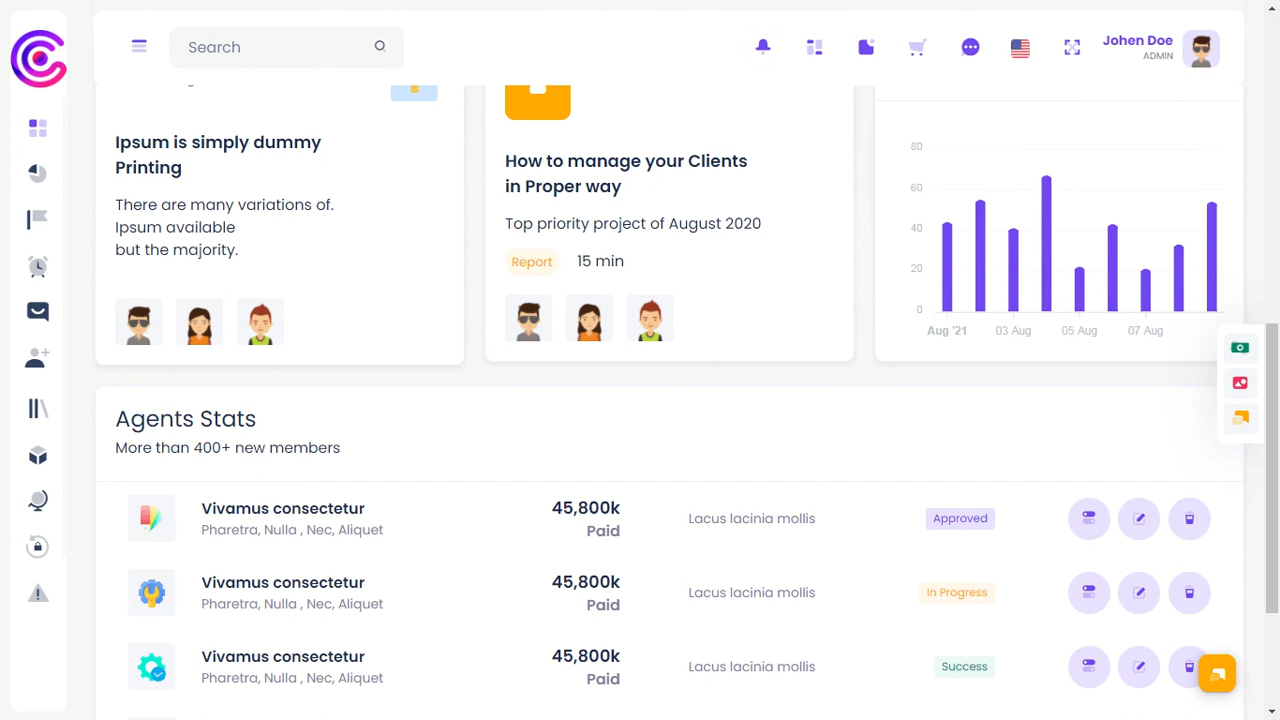 Search
Johen Doe
ADMIN
Ipsum is simply dummy
Printing
There are many variations of.
Ipsum available
but the majority.
How to manage your Clients
in Proper way
Top priority project of August 2020
Report
15 min
80
60
40
20
0
Aug '21
03 Aug
05 Aug
07 Aug
Agents Stats
More than 400+ new members
Vivamus consectetur
Pharetra, Nulla , Nec, Aliquet
45,800k
Paid
Lacus lacinia mollis
Approved
Vivamus consectetur
Pharetra, Nulla , Nec, Aliquet
45,800k
Paid
Lacus lacinia mollis
In Progress
Vivamus consectetur
Pharetra, Nulla , Nec, Aliquet
45,800k
Paid
Lacus lacinia mollis
Success